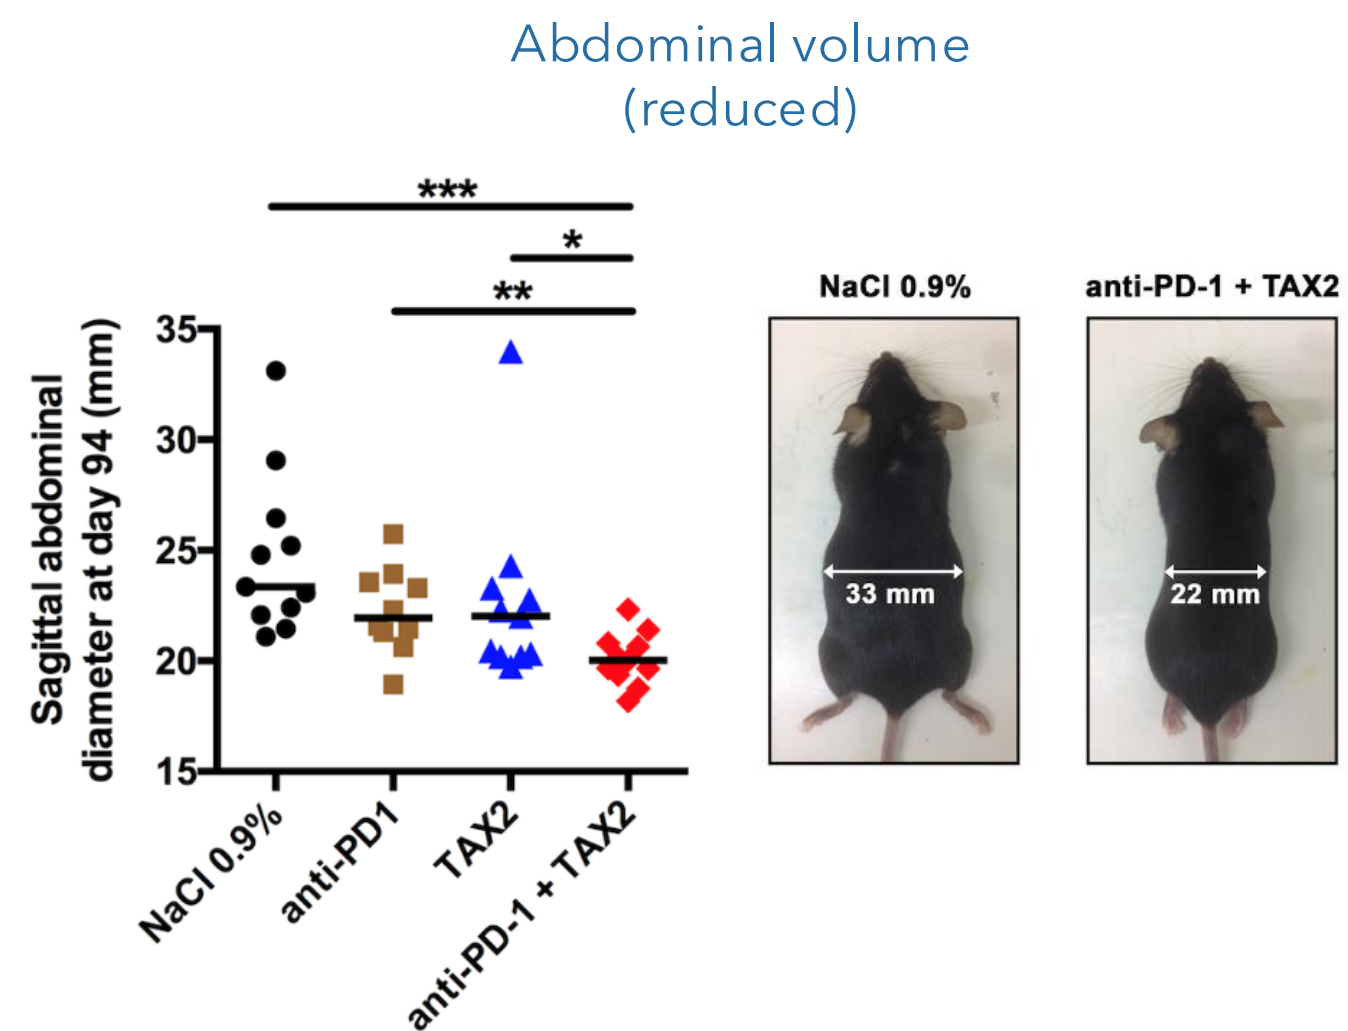 Abdominal volume
(reduced)
***
*
**
Sagittal abdominal
diameter at day 94 (mm)
35
30
25
20
15
NaCl 0.9%
anti-PD1
TAX2
anti-PD-1 + TAX2
NaCl 0.9%
33 mm
anti-PD-1 + TAX2
22 mm